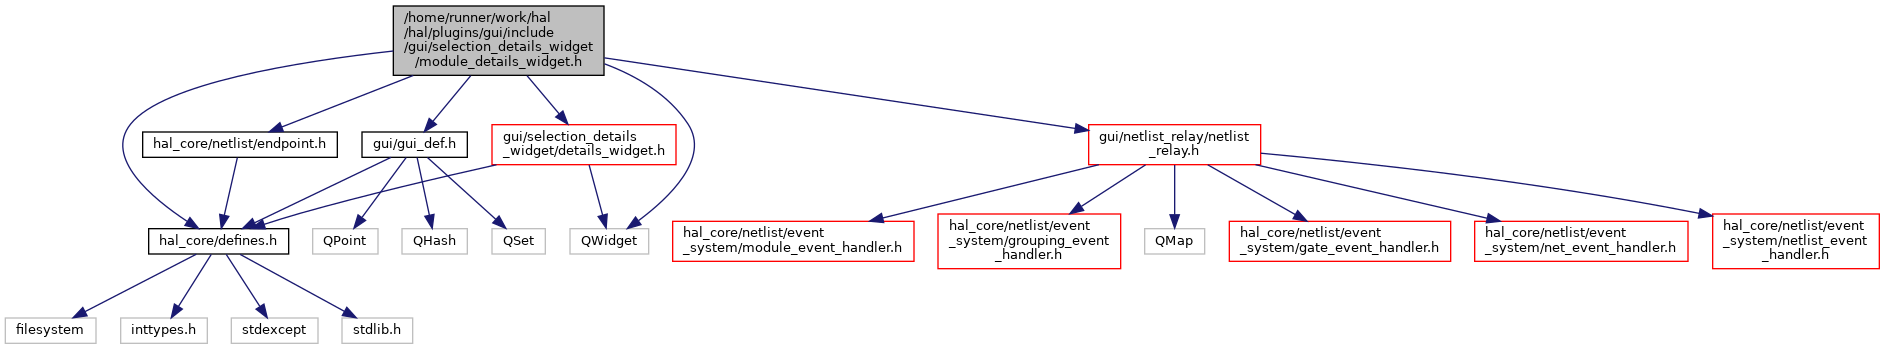 /home/runner/work/hal
/hal/plugins/gui/include
/gui/selection_details_widget
/module_details_widget.h
hal_core/netlist/endpoint.h
gui/gui_def.h
gui/selection_details
_widget/details_widget.h
gui/netlist_relay/netlist
_relay.h
hal_core/defines.h
QPoint
QHash
QSet
QWidget
hal_core/netlist/event
_system/module_event_handler.h
hal_core/netlist/event
_system/grouping_event
_handler.h
QMap
hal_core/netlist/event
_system/gate_event_handler.h
hal_core/netlist/event
_system/net_event_handler.h
hal_core/netlist/event
_system/netlist_event
_handler.h
filesystem
inttypes.h
stdexcept
stdlib.h